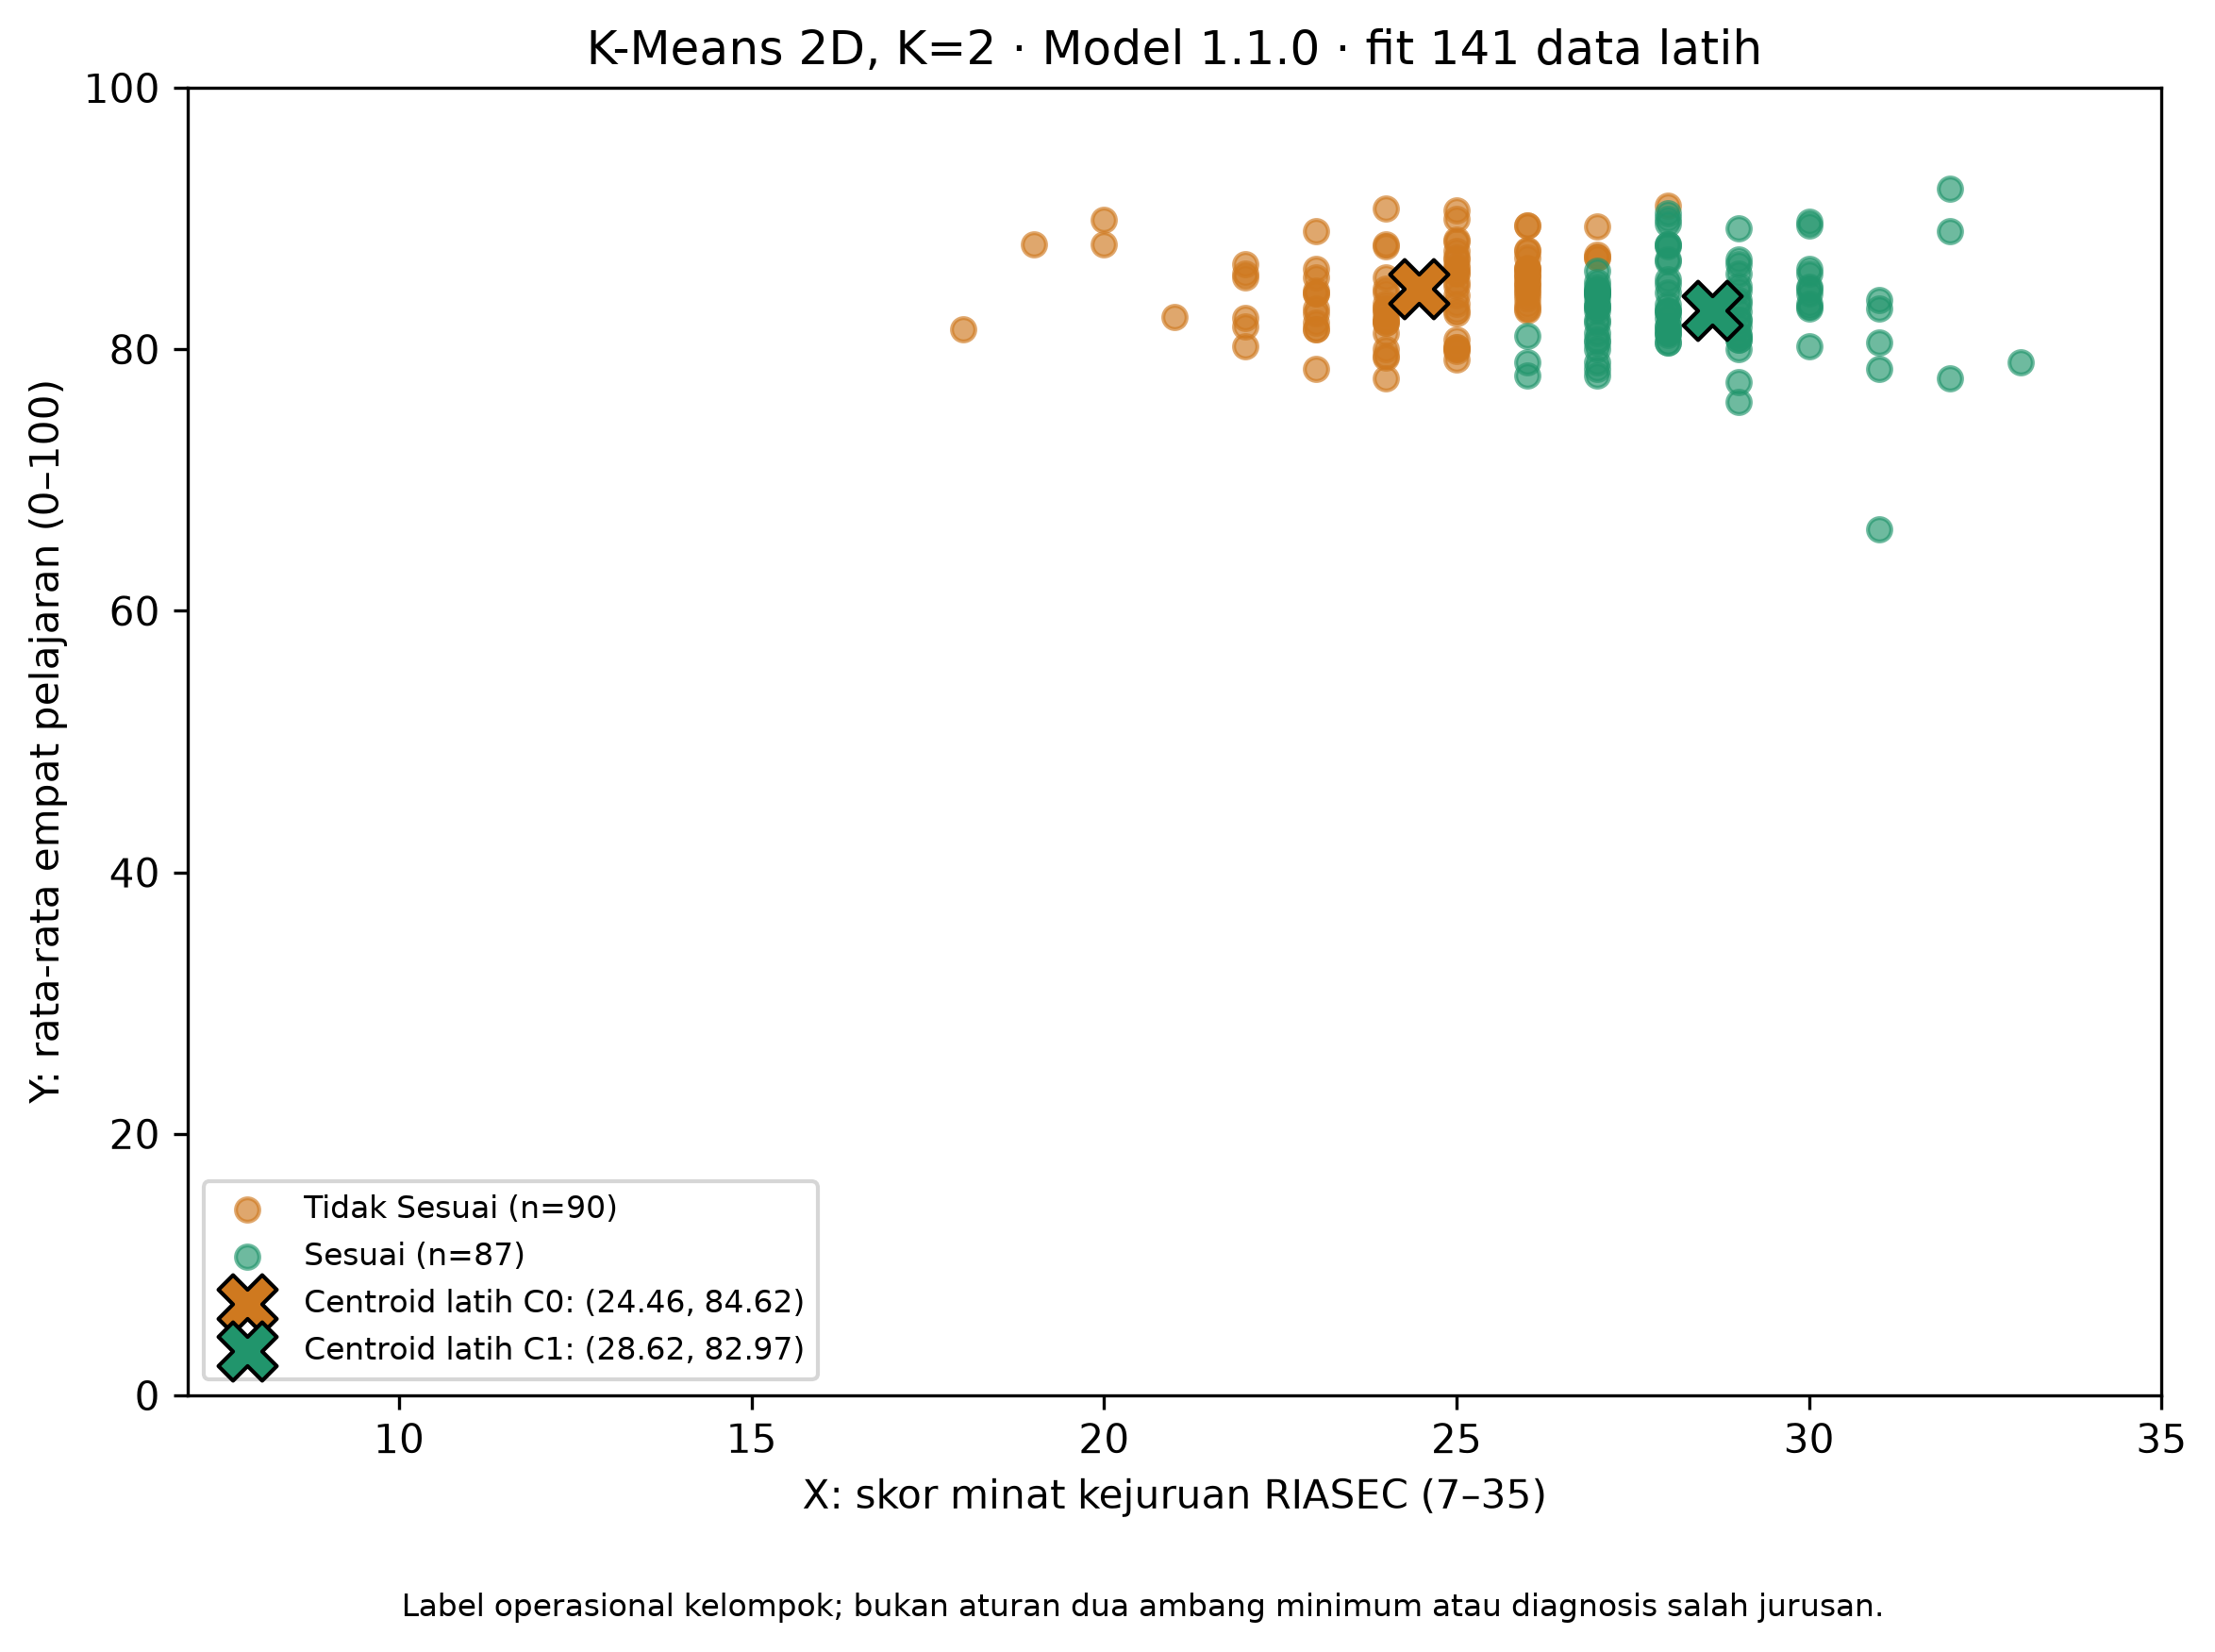 K-Means 2D, K=2 · Model 1.1.0 · fit 141 data latih
Y: rata-rata empat pelajaran (0–100)
100
80
60
40
20
0
Tidak Sesuai (n=90)
Sesuai (n=87)
Centroid latih C0: (24.46, 84.62)
Centroid latih C1: (28.62, 82.97)
10 15 20 25 30 35
X: skor minat kejuruan RIASEC (7–35)
Label operasional kelompok; bukan aturan dua ambang minimum atau diagnosis salah jurusan.